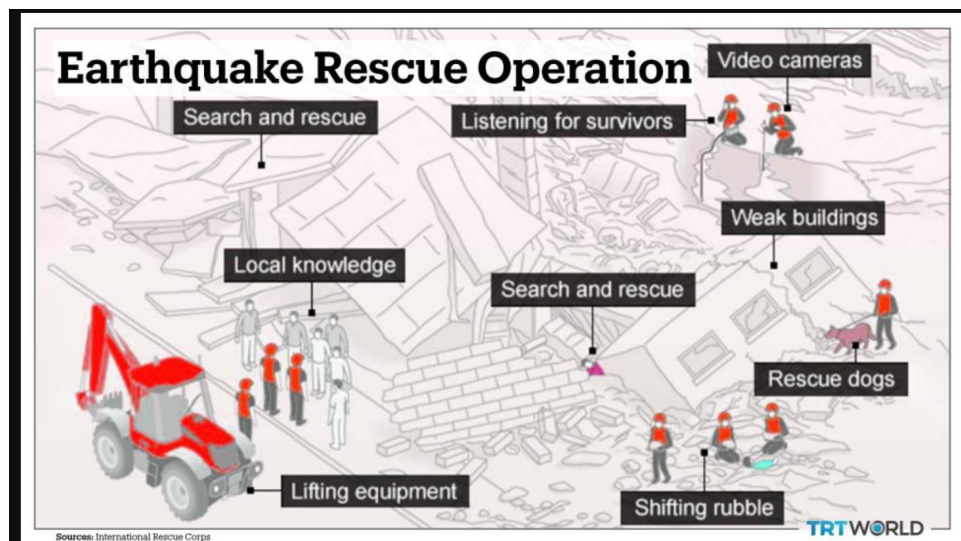 Earthquake Rescue Operation
Video cameras
Search and rescue
Listening for survivors
Weak buildings
Local knowledge
Search and rescue
Rescue dogs
Lifting equipment
Shifting rubble
TRTWORLD
Sources: International Rescue Corps